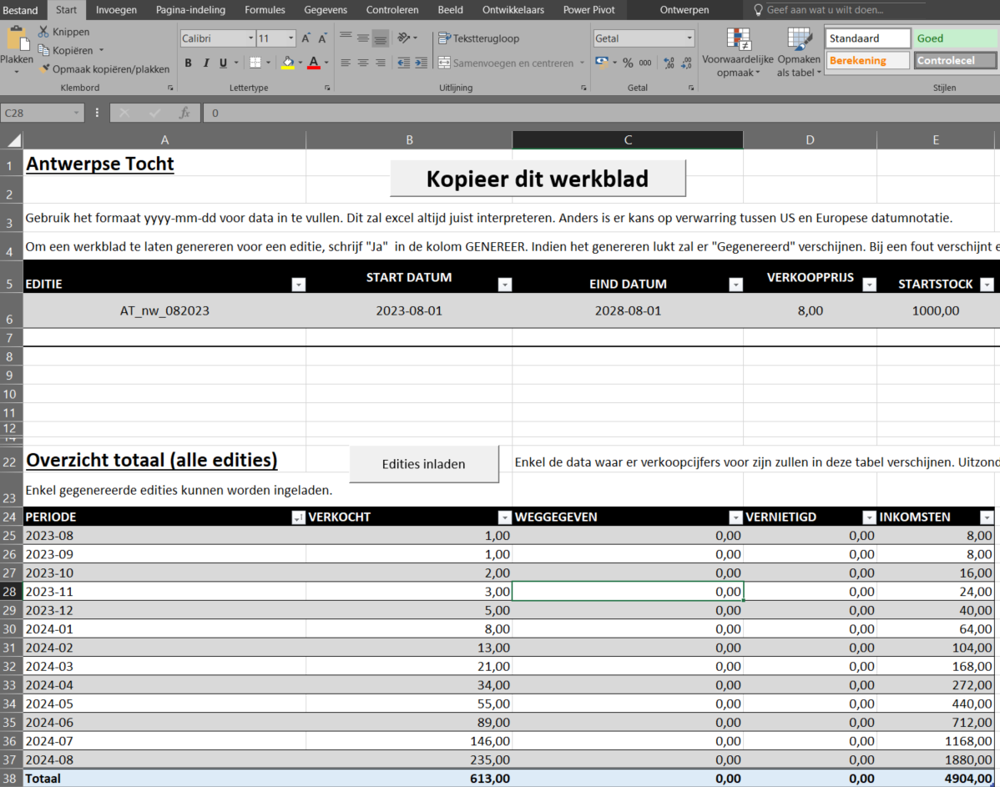 Bestand Start Invoegen Pagina-indeling Formules Gegevens Controleren Beeld Ontwikkelaars Power Pivot Ontwerpen Geef aan wat u wilt doen...
Plakken
Knippen
Kopiëren
Opmaak kopiëren/plakken
Klembord
Calibri 11
B I U
Lettertype
Tekstterugloop
Samenvoegen en centreren
Uitlijning
Getal
% 000
Getal
Voorwaardelijke opmaak
Opmaken als tabel
Standaard Goed
Berekening Controlecel
Stijlen
C28 fx 0
A B C D E
1 Antwerpse Tocht
Kopieer dit werkblad
2
3 Gebruik het formaat yyyy-mm-dd voor data in te vullen. Dit zal excel altijd juist interpreteren. Anders is er kans op verwarring tussen US en Europese datumnotatie.
4 Om een werkblad te laten genereren voor een editie, schrijf "Ja" in de kolom GENEREER. Indien het genereren lukt zal er "Gegenereerd" verschijnen. Bij een fout verschijnt e
5 EDITIE START DATUM EIND DATUM VERKOOPPRIJS STARTSTOCK
6 AT_nw_082023 2023-08-01 2028-08-01 8,00 1000,00
7
8
9
10
11
12
22 Overzicht totaal (alle edities) Edities inladen Enkel de data waar er verkoopcijfers voor zijn zullen in deze tabel verschijnen. Uitzond
23 Enkel gegenereerde edities kunnen worden ingeladen.
24 PERIODE VERKOCHT WEGGEGEVEN VERNIETIGD INKOMSTEN
25 2023-08 1,00 0,00 0,00 8,00
26 2023-09 1,00 0,00 0,00 8,00
27 2023-10 2,00 0,00 0,00 16,00
28 2023-11 3,00 0,00 0,00 24,00
29 2023-12 5,00 0,00 0,00 40,00
30 2024-01 8,00 0,00 0,00 64,00
31 2024-02 13,00 0,00 0,00 104,00
32 2024-03 21,00 0,00 0,00 168,00
33 2024-04 34,00 0,00 0,00 272,00
34 2024-05 55,00 0,00 0,00 440,00
35 2024-06 89,00 0,00 0,00 712,00
36 2024-07 146,00 0,00 0,00 1168,00
37 2024-08 235,00 0,00 0,00 1880,00
38 Totaal 613,00 0,00 0,00 4904,00